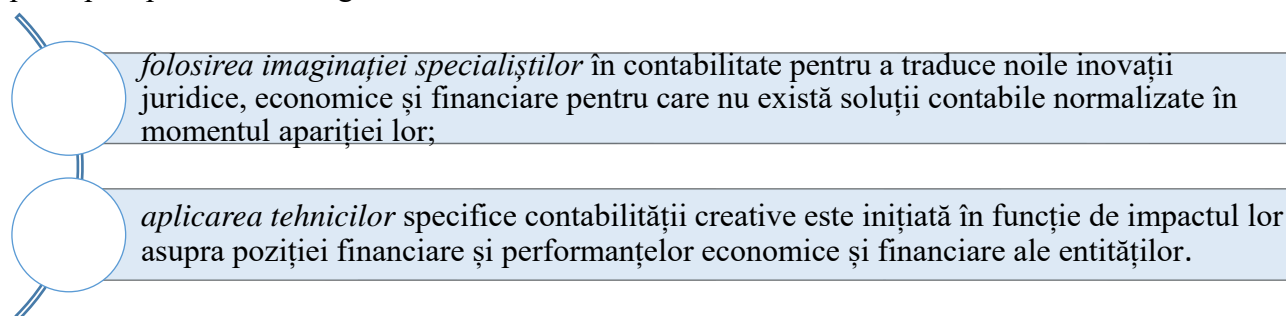 folosirea imaginației specialiștilor în contabilitate pentru a traduce noile inovații
juridice, economice și financiare pentru care nu există soluții contabile normalizate în
momentul apariției lor;
aplicarea tehnicilor specifice contabilității creative este inițiată în funcție de impactul lor
asupra poziției financiare și performanțelor economice și financiare ale entităților.